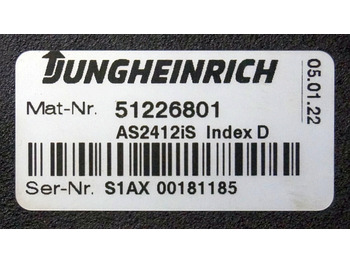 JUNGHEINRICH
Mat-Nr. 51226801
AS2412iS Index D
Ser-Nr. S1AX 00181185
05.01.22